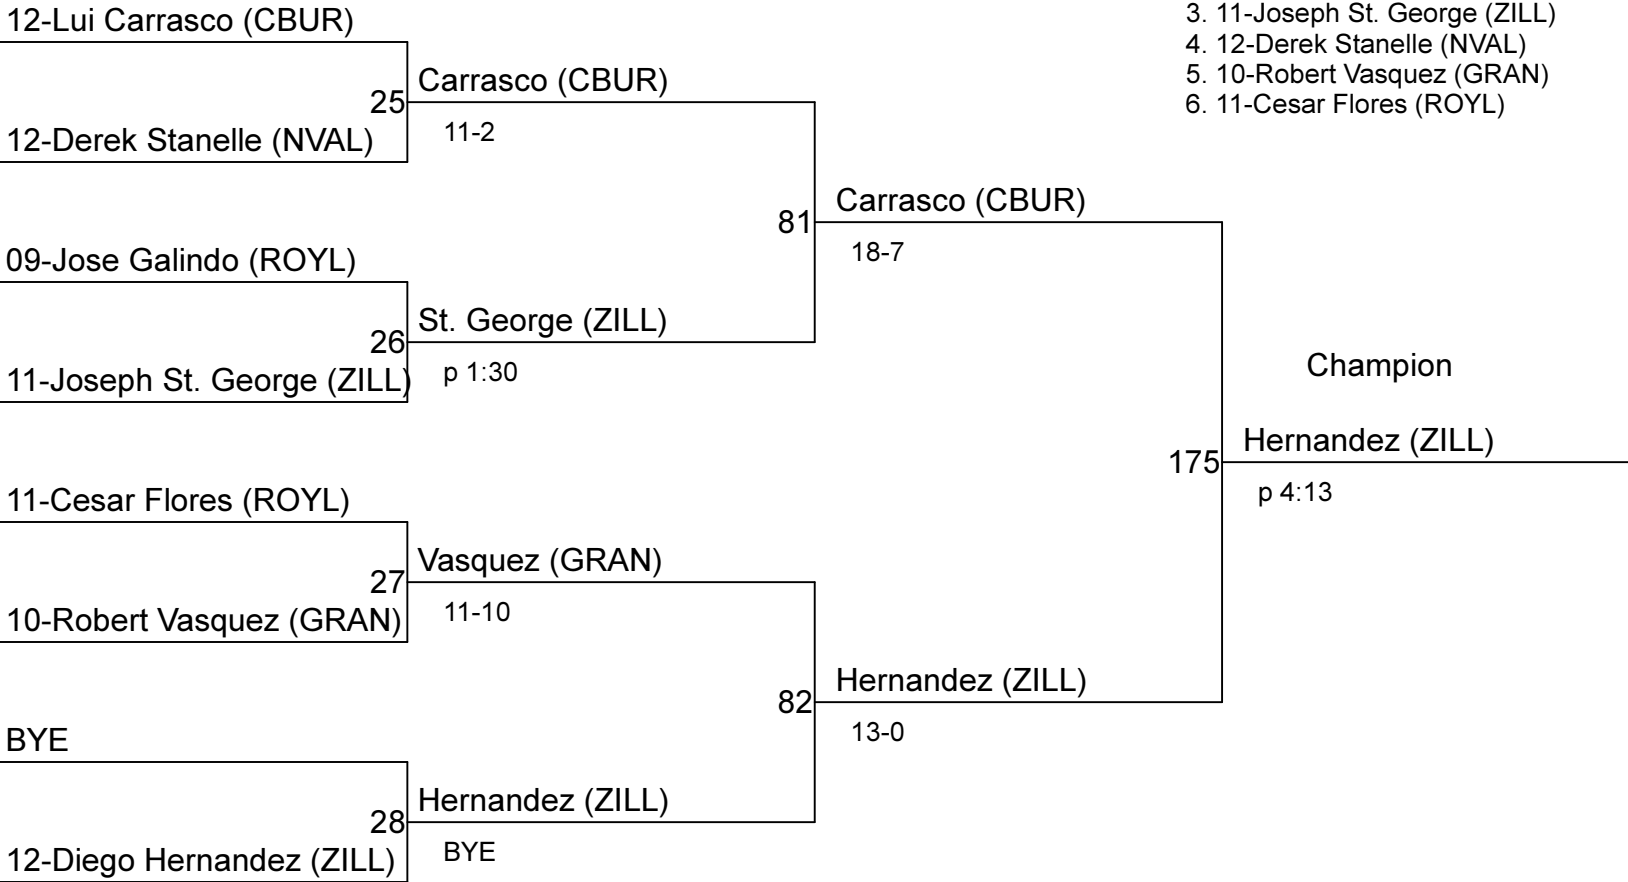 12-Lui Carrasco (CBUR)
3. 11-Joseph St. George (ZILL)
4. 12-Derek Stanelle (NVAL)
5. 10-Robert Vasquez (GRAN)
6. 11-Cesar Flores (ROYL)
Carrasco (CBUR)
25
11-2
12-Derek Stanelle (NVAL)
Carrasco (CBUR)
81
18-7
09-Jose Galindo (ROYL)
St. George (ZILL)
26
p 1:30
11-Joseph St. George (ZILL)
Champion
Hernandez (ZILL)
175
p 4:13
11-Cesar Flores (ROYL)
Vasquez (GRAN)
27
11-10
10-Robert Vasquez (GRAN)
Hernandez (ZILL)
82
13-0
BYE
Hernandez (ZILL)
28
BYE
12-Diego Hernandez (ZILL)